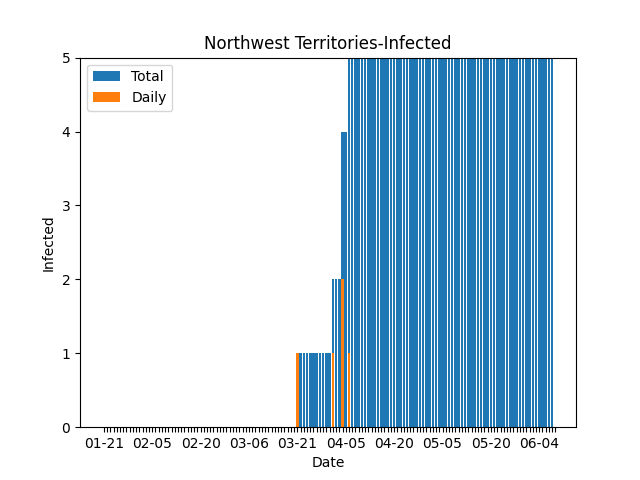 Northwest Territories-Infected
Total
Daily
5
4
3
2
1
0
Infected
01-21 02-05 02-20 03-06 03-21 04-05 04-20 05-05 05-20 06-04
Date